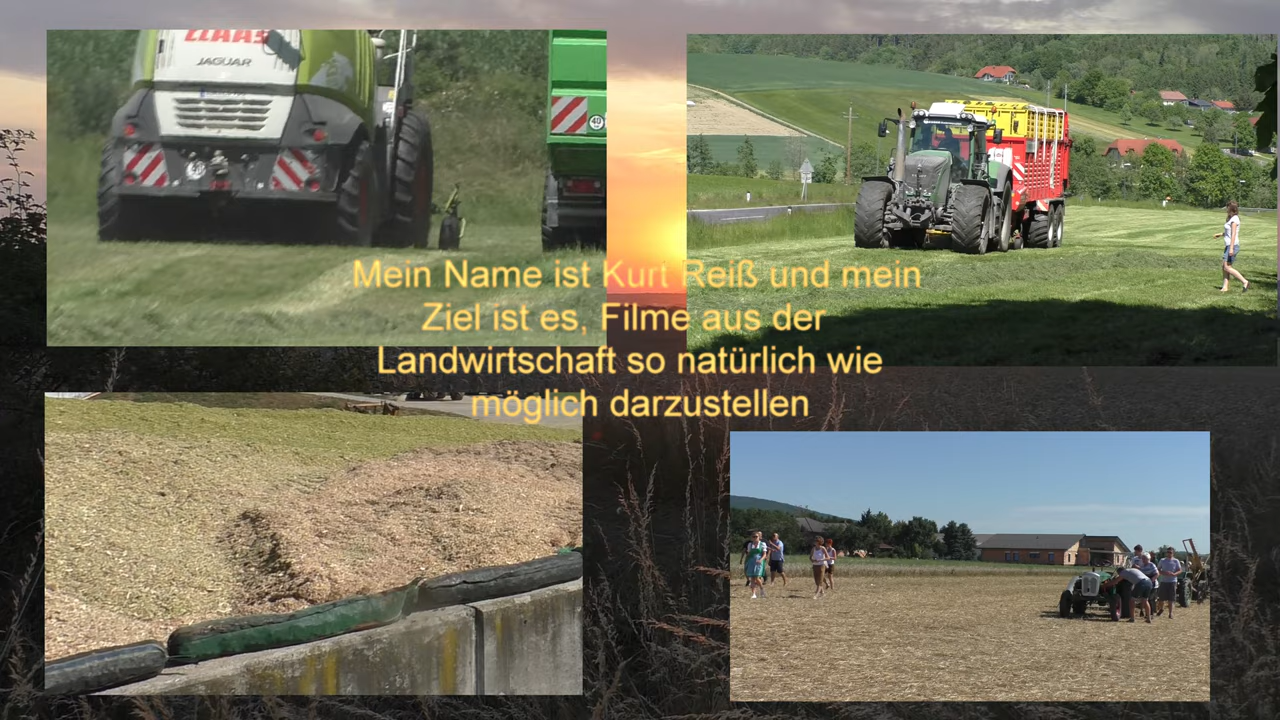 CLAAS
JAGUAR
40
Mein Name ist Kurt Reiß und mein
Ziel ist es, Filme aus der
Landwirtschaft so natürlich wie
möglich darzustellen